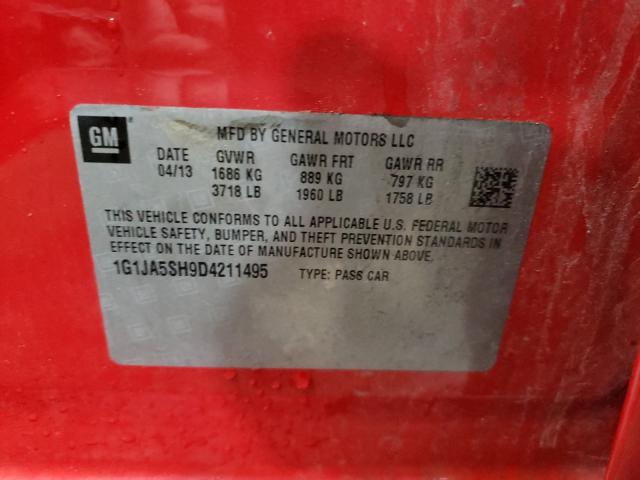 GM
MFD BY GENERAL MOTORS LLC
DATE GVWR GAWR FRT GAWR RR
04/13 1686 KG 889 KG 797 KG
3718 LB 1960 LB 1758 LB
THIS VEHICLE CONFORMS TO ALL APPLICABLE U.S. FEDERAL MOTOR
VEHICLE SAFETY, BUMPER, AND THEFT PREVENTION STANDARDS IN
EFFECT ON THE DATE OF MANUFACTURE SHOWN ABOVE.
1G1JA5SH9D4211495 TYPE: PASS CAR